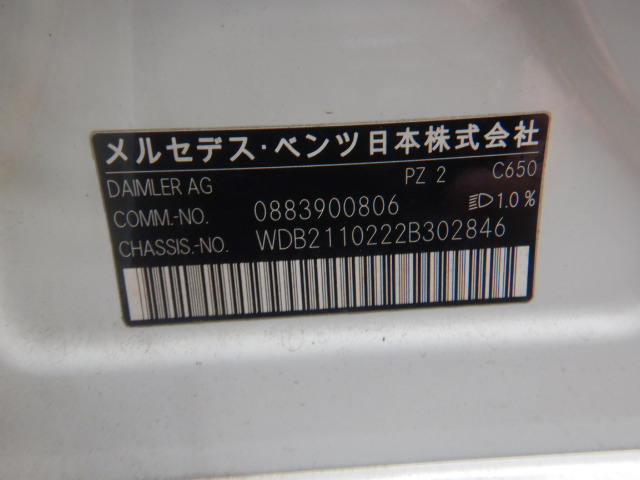 メルセデス・ベンツ日本株式会社
DAIMLER AG PZ 2 C650
COMM.-NO. 0883900806 1.0%
CHASSIS.-NO. WDB2110222B302846